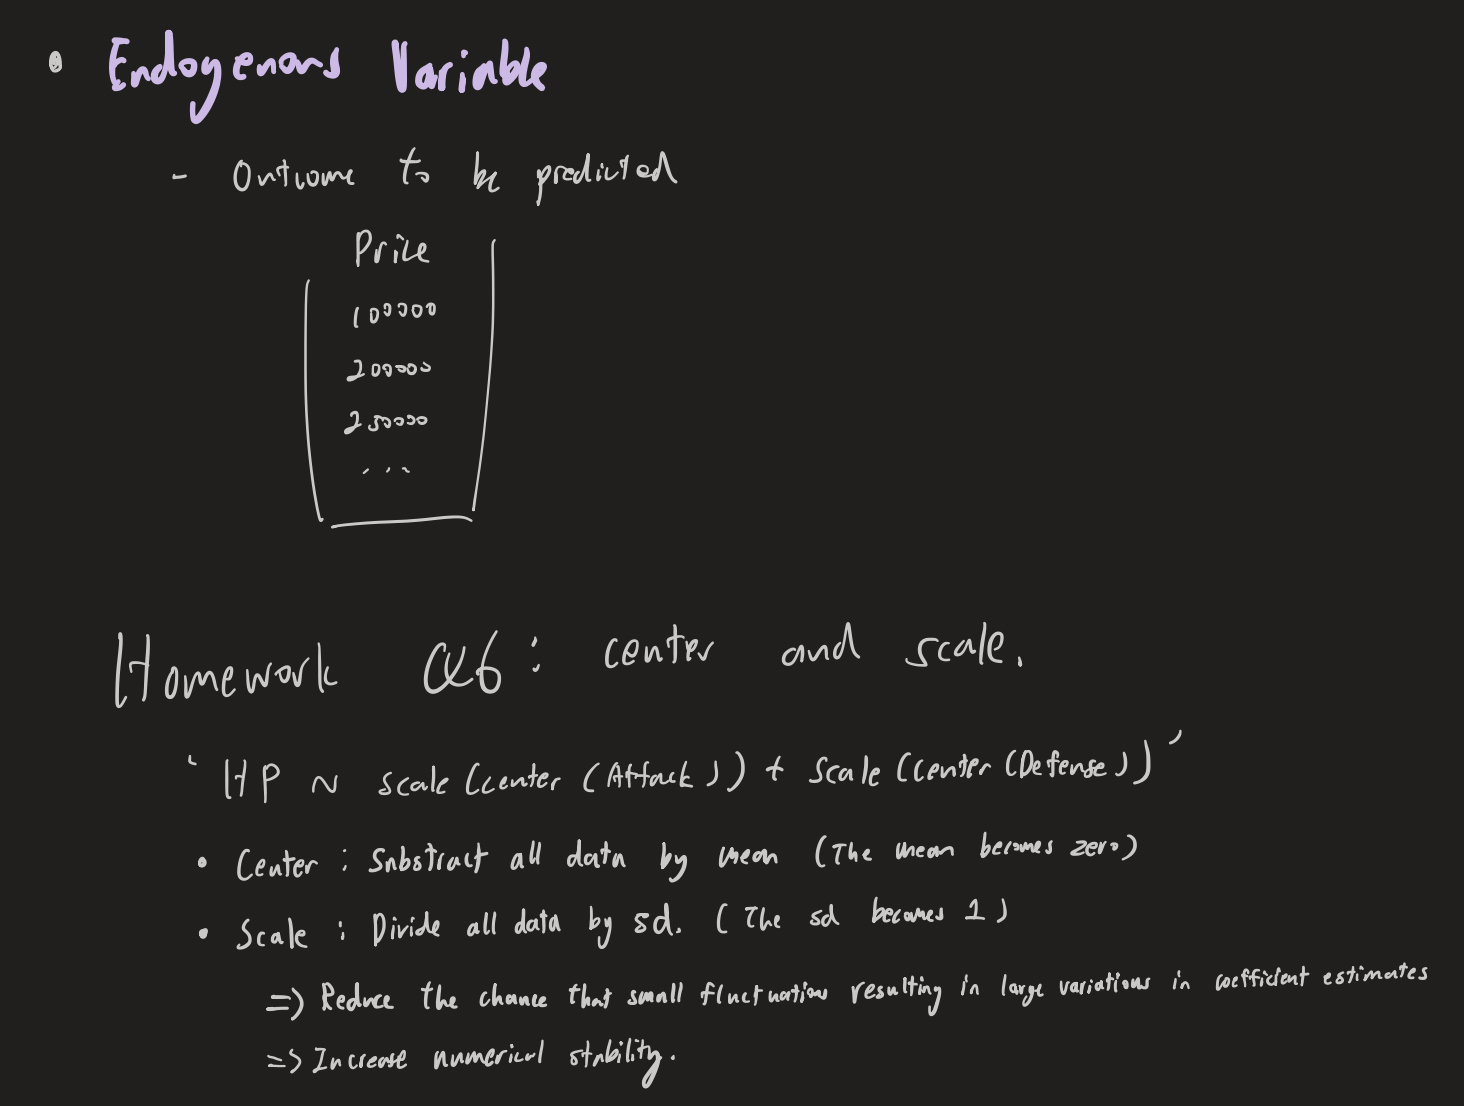 • Endogenous Variable
- Outcome to be predicted
Price
100000
200000
250000
...
Homework Q6: center and scale.
'HP ~ scale(center(Attack)) + scale(center(Defense))'
• Center: Substract all data by mean (The mean becomes zero)
• Scale: Divide all data by sd. (The sd becomes 1)
=> Reduce the chance that small fluctuations resulting in large variations in coefficient estimates
=> Increase numerical stability.